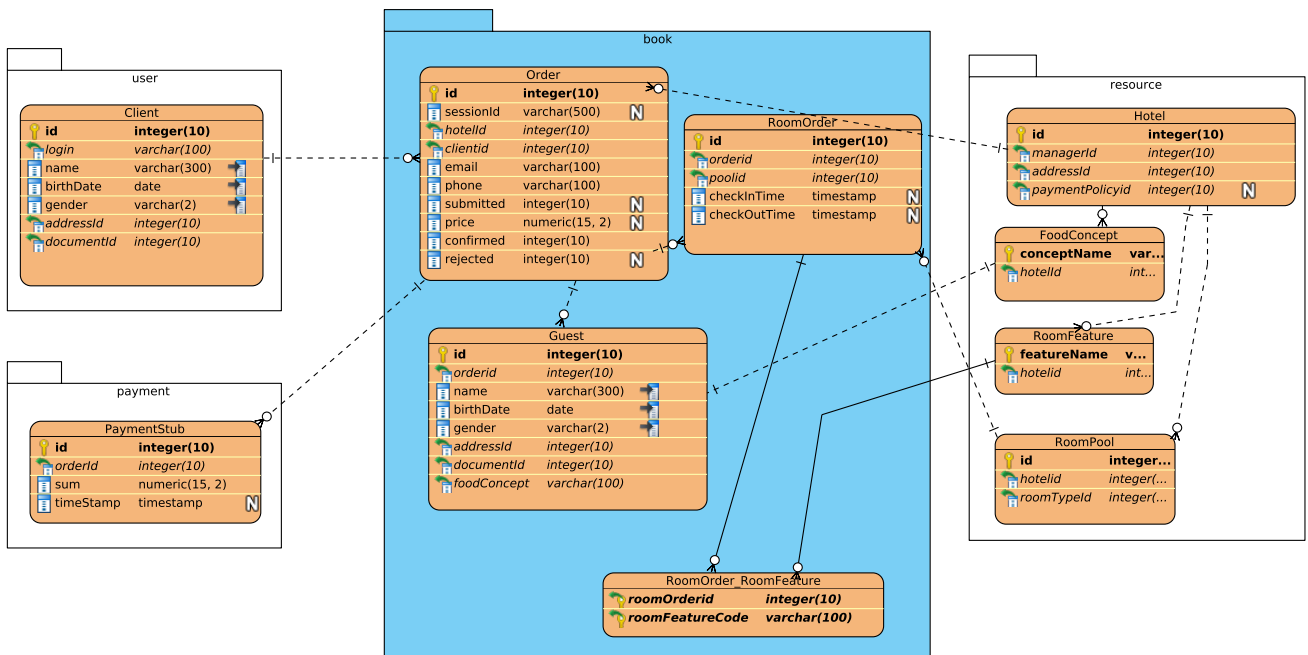 user
Client
id integer(10)
login varchar(100)
name varchar(300)
birthDate date
gender varchar(2)
addressId integer(10)
documentId integer(10)
payment
PaymentStub
id integer(10)
orderId integer(10)
sum numeric(15, 2)
timeStamp timestamp N
book
Order
id integer(10)
sessionId varchar(500) N
hotelId integer(10)
clientid integer(10)
email varchar(100)
phone varchar(100)
submitted integer(10) N
price numeric(15, 2) N
confirmed integer(10)
rejected integer(10) N
RoomOrder
id integer(10)
orderid integer(10)
poolid integer(10)
checkInTime timestamp N
checkOutTime timestamp N
Guest
id integer(10)
orderid integer(10)
name varchar(300)
birthDate date
gender varchar(2)
addressId integer(10)
documentId integer(10)
foodConcept varchar(100)
RoomOrder_RoomFeature
roomOrderid integer(10)
roomFeatureCode varchar(100)
resource
Hotel
id integer(10)
managerId integer(10)
addressId integer(10)
paymentPolicyid integer(10) N
FoodConcept
conceptName var...
hotelId int...
RoomFeature
featureName v...
hotelid int...
RoomPool
id integer...
hotelid integer(...
roomTypeId integer(...